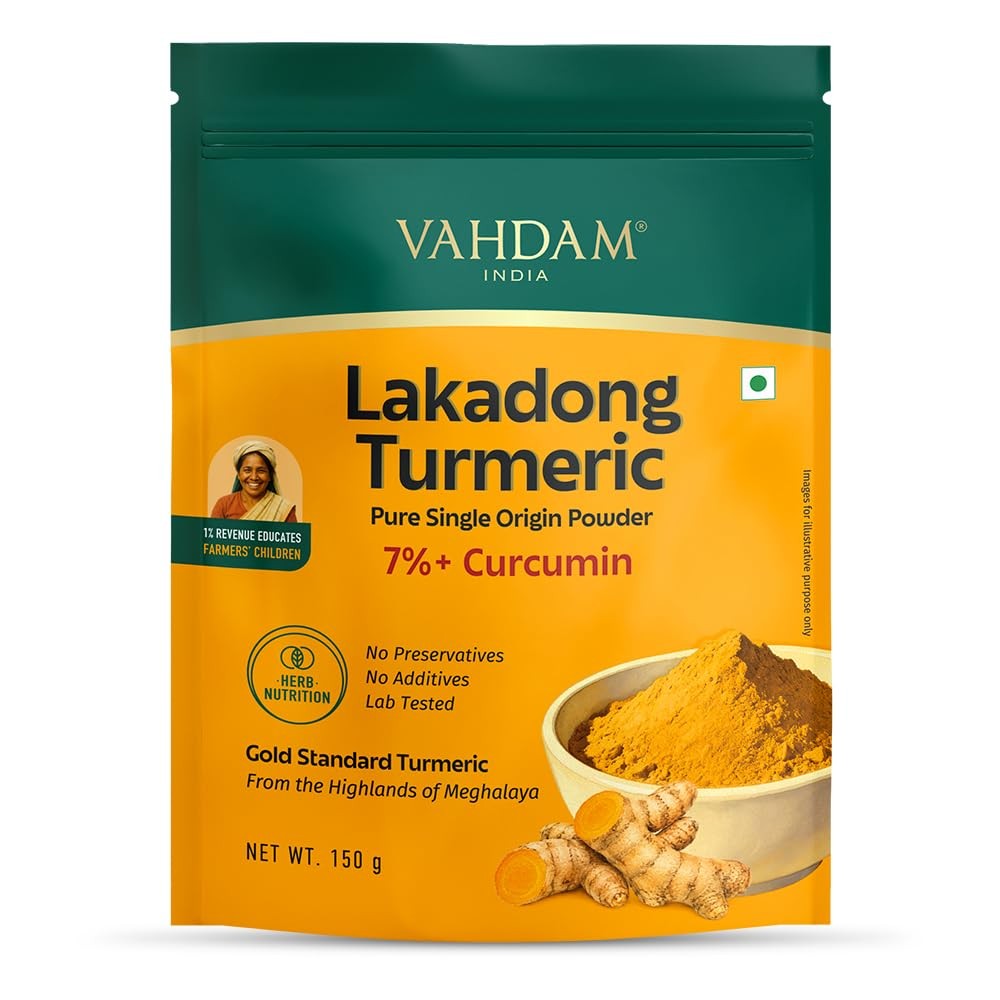 VAHDAM®
INDIA
Lakadong
Turmeric
Pure Single Origin Powder
7%+ Curcumin
1% REVENUE EDUCATES
FARMERS' CHILDREN
Images for illustrative purpose only
·HERB·
NUTRITION
No Preservatives
No Additives
Lab Tested
Gold Standard Turmeric
From the Highlands of Meghalaya
NET WT. 150 g